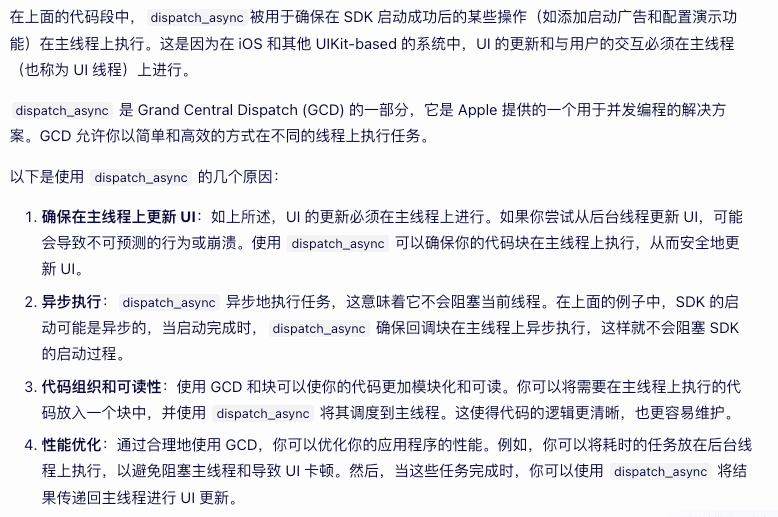 在上面的代码段中，dispatch_async 被用于确保在 SDK 启动成功后的某些操作（如添加启动广告和配置演示功
能）在主线程上执行。这是因为在 iOS 和其他 UIKit-based 的系统中，UI 的更新和与用户的交互必须在主线程
（也称为 UI 线程）上进行。
dispatch_async 是 Grand Central Dispatch (GCD) 的一部分，它是 Apple 提供的一个用于并发编程的解决方
案。GCD 允许你以简单和高效的方式在不同的线程上执行任务。
以下是使用 dispatch_async 的几个原因：
1. 确保在主线程上更新 UI：如上所述，UI 的更新必须在主线程上进行。如果你尝试从后台线程更新 UI，可能
会导致不可预测的行为或崩溃。使用 dispatch_async 可以确保你的代码块在主线程上执行，从而安全地更
新 UI。
2. 异步执行：dispatch_async 异步地执行任务，这意味着它不会阻塞当前线程。在上面的例子中，SDK 的启
动可能是异步的，当启动完成时，dispatch_async 确保回调块在主线程上异步执行，这样就不会阻塞 SDK
的启动过程。
3. 代码组织和可读性：使用 GCD 和块可以使你的代码更加模块化和可读。你可以将需要在主线程上执行的代
码放入一个块中，并使用 dispatch_async 将其调度到主线程。这使得代码的逻辑更清晰，也更容易维护。
4. 性能优化：通过合理地使用 GCD，你可以优化你的应用程序的性能。例如，你可以将耗时的任务放在后台线
程上执行，以避免阻塞主线程和导致 UI 卡顿。然后，当这些任务完成时，你可以使用 dispatch_async 将结
果传递回主线程进行 UI 更新。